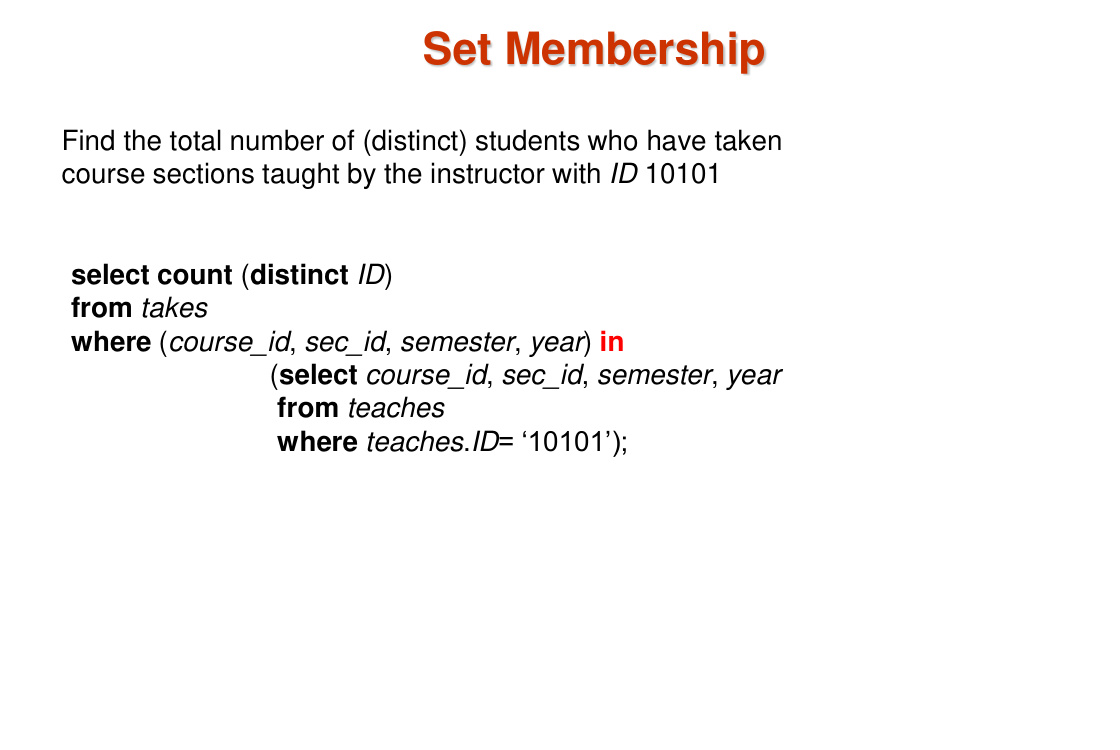 Set Membership
Find the total number of (distinct) students who have taken
course sections taught by the instructor with ID 10101
select count (distinct ID)
from takes
where (course_id, sec_id, semester, year) in
(select course_id, sec_id, semester, year
from teaches
where teaches.ID= ‘10101’);